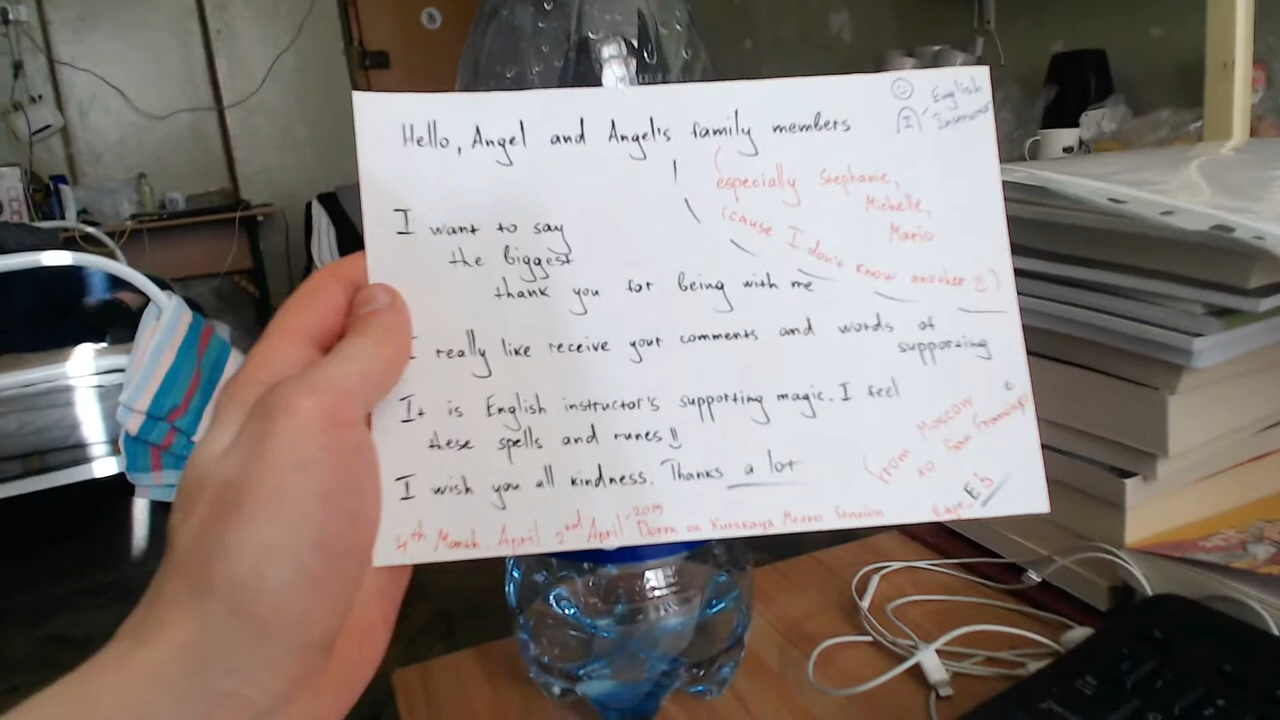 Hello, Angel and Angel's family members
English
Instructor
I
(especially Stephanie,
Michelle,
Mario
(cause I don't know another )
I want to say
the biggest
thank you for being with me
I really like receive your comments and words of
supporting
It is English instructor's supporting magic. I feel
these spells and runes!!
I wish you all kindness. Thanks a lot
from Moscow
to San Francisco
4th Month. April. 2nd April. 2019 Dorm on Kurskaya Metro Station